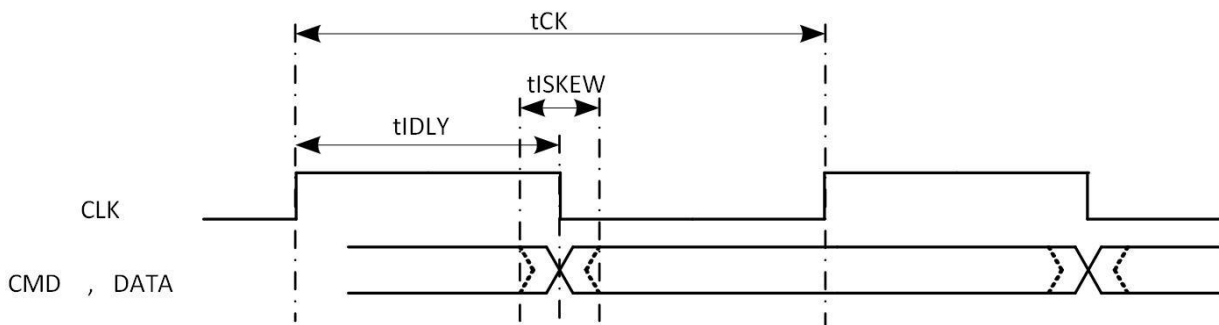 tCK
tISKEW
tIDLY
CLK
CMD , DATA